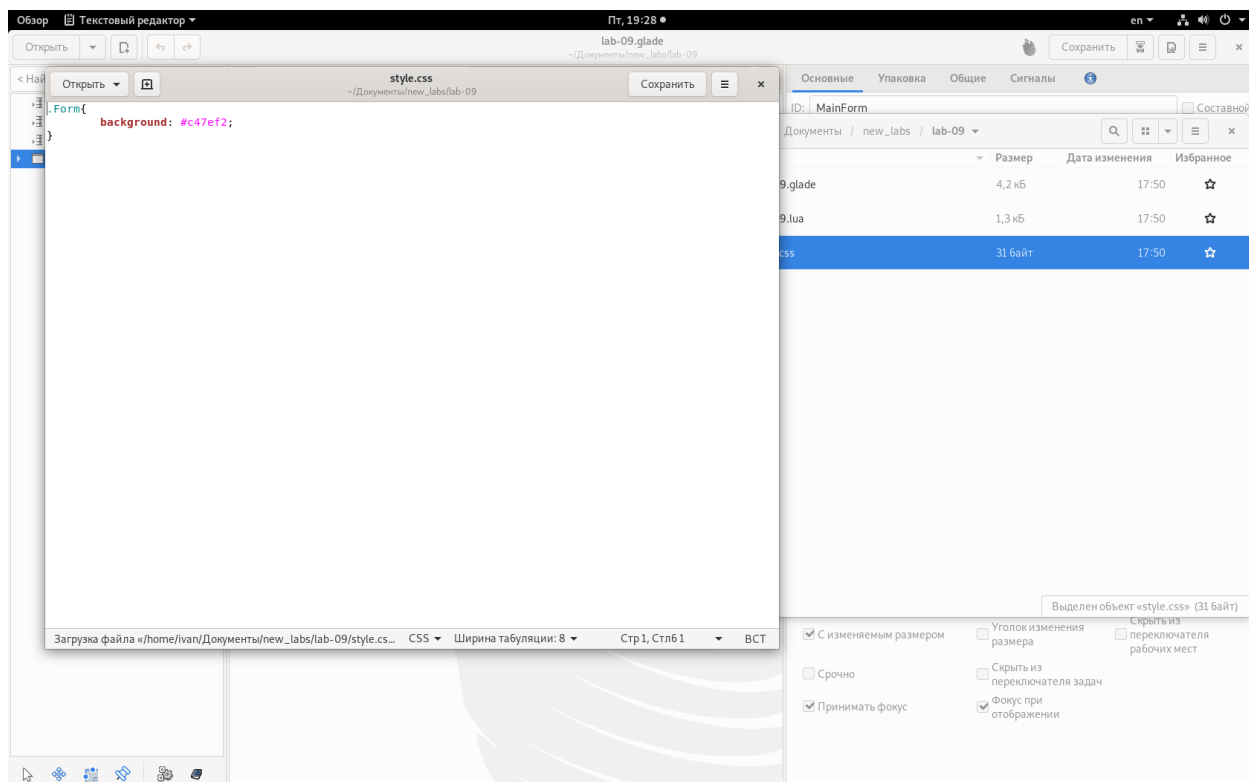 Обзор Текстовый редактор Пт, 19:28 en
Открыть lab-09.glade Сохранить
~/Документы/new_labs/lab-09
< Най
Открыть style.css Сохранить
~/Документы/new_labs/lab-09
.Form{
background: #c47ef2;
}
Загрузка файла «/home/ivan/Документы/new_labs/lab-09/style.cs... CSS Ширина табуляции: 8 Стр 1, Стлб 1 ВСТ
Основные Упаковка Общие Сигналы
ID: MainForm Составной
Документы / new_labs / lab-09
Размер Дата изменения Избранное
9.glade 4,2 кБ 17:50
9.lua 1,3 кБ 17:50
css 31 байт 17:50
Выделен объект «style.css» (31 байт)
С изменяемым размером
Уголок изменения
размера
Скрыть из
переключателя
рабочих мест
Срочно
Скрыть из
переключателя задач
Принимать фокус
Фокус при
отображении